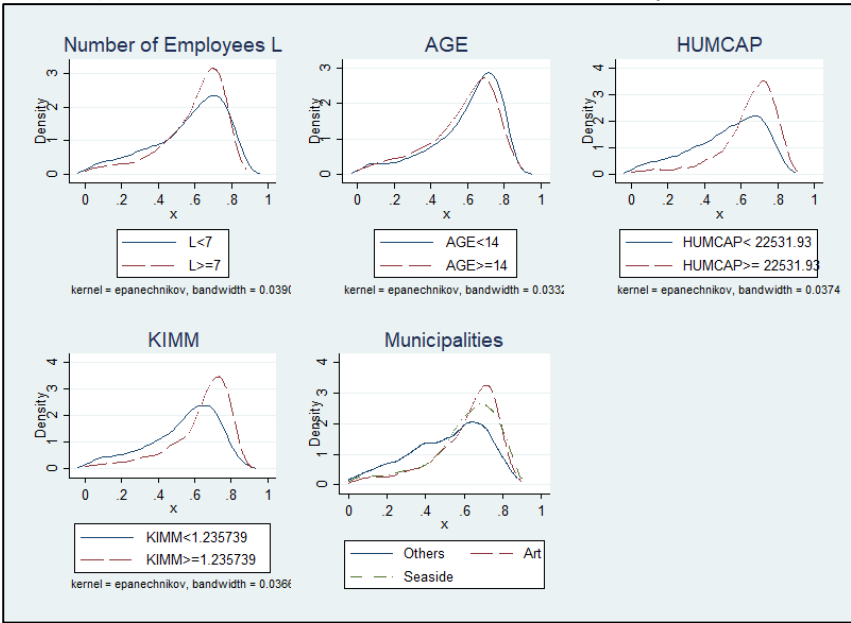 Number of Employees L
Density
0 1 2 3
0 .2 .4 .6 .8 1
x
L<7
L>=7
kernel = epanechnikov, bandwidth = 0.0390
AGE
Density
0 1 2 3
0 .2 .4 .6 .8 1
x
AGE<14
AGE>=14
kernel = epanechnikov, bandwidth = 0.0332
HUMCAP
Density
0 1 2 3 4
0 .2 .4 .6 .8 1
x
HUMCAP< 22531.93
HUMCAP>= 22531.93
kernel = epanechnikov, bandwidth = 0.0374
KIMM
Density
0 1 2 3 4
0 .2 .4 .6 .8 1
x
KIMM<1.235739
KIMM>=1.235739
kernel = epanechnikov, bandwidth = 0.0366
Municipalities
Density
0 1 2 3 4
0 .2 .4 .6 .8 1
x
Others Art
Seaside